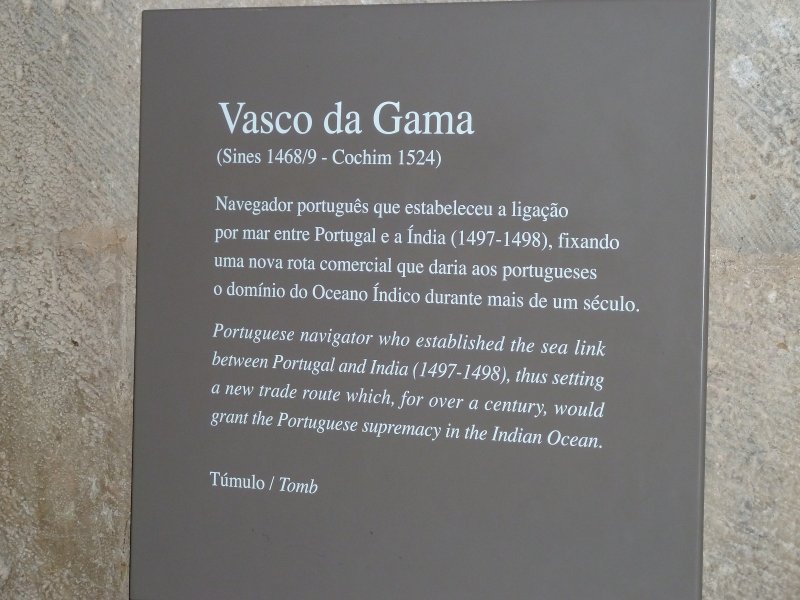 Vasco da Gama
(Sines 1468/9 - Cochim 1524)
Navegador português que estabeleceu a ligação
por mar entre Portugal e a Índia (1497-1498), fixando
uma nova rota comercial que daria aos portugueses
o domínio do Oceano Índico durante mais de um século.
Portuguese navigator who established the sea link
between Portugal and India (1497-1498), thus setting
a new trade route which, for over a century, would
grant the Portuguese supremacy in the Indian Ocean.
Túmulo / Tomb